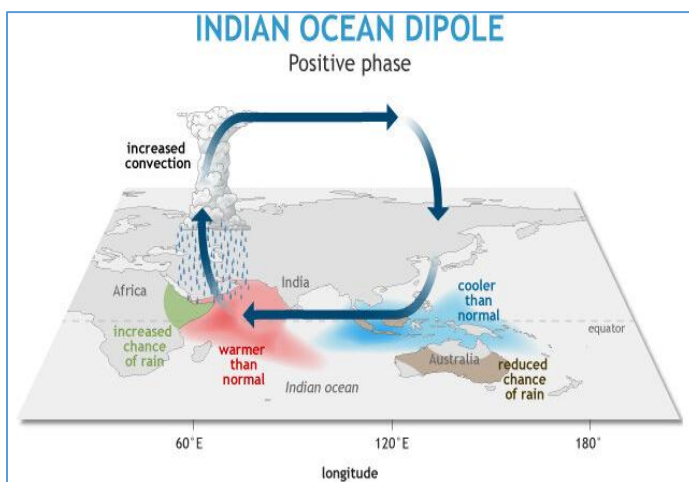 INDIAN OCEAN DIPOLE
Positive phase
increased
convection
Africa
India
cooler
than
normal
increased
chance
of rain
warmer
than
normal
equator
Australia
Indian ocean
reduced
chance
of rain
60°E
120°E
180°
longitude